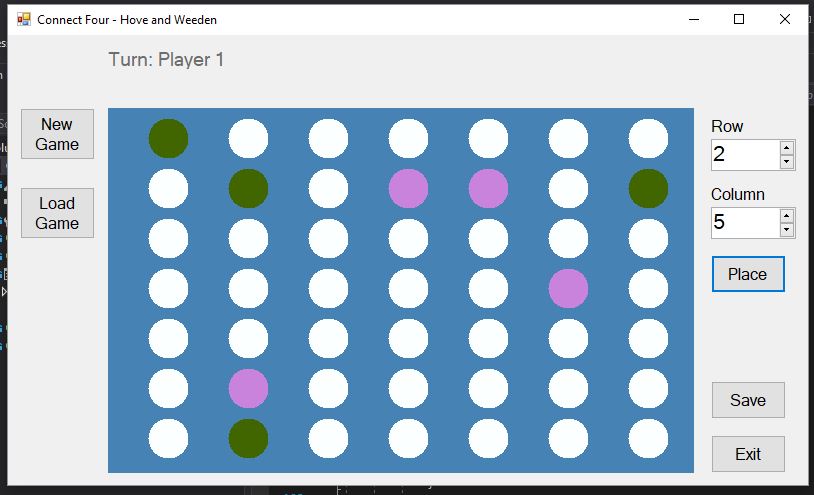 Connect Four - Hove and Weeden
Turn: Player 1
New
Game
Load
Game
Row
2
Column
5
Place
Save
Exit